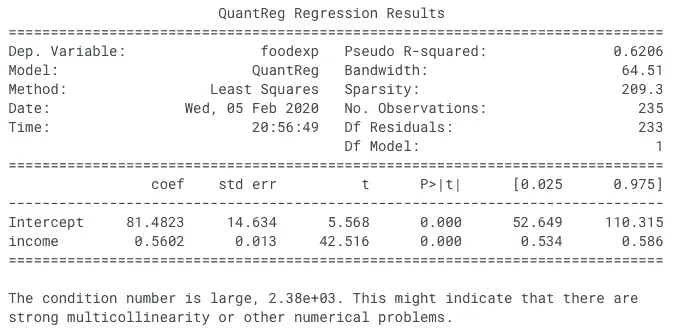 QuantReg Regression Results
==============================================================================
Dep. Variable: foodexp Pseudo R-squared: 0.6206
Model: QuantReg Bandwidth: 64.51
Method: Least Squares Sparsity: 209.3
Date: Wed, 05 Feb 2020 No. Observations: 235
Time: 20:56:49 Df Residuals: 233
Df Model: 1
==============================================================================
coef std err t P>|t| [0.025 0.975]
------------------------------------------------------------------------------
Intercept 81.4823 14.634 5.568 0.000 52.649 110.315
income 0.5602 0.013 42.516 0.000 0.534 0.586
==============================================================================

The condition number is large, 2.38e+03. This might indicate that there are
strong multicollinearity or other numerical problems.